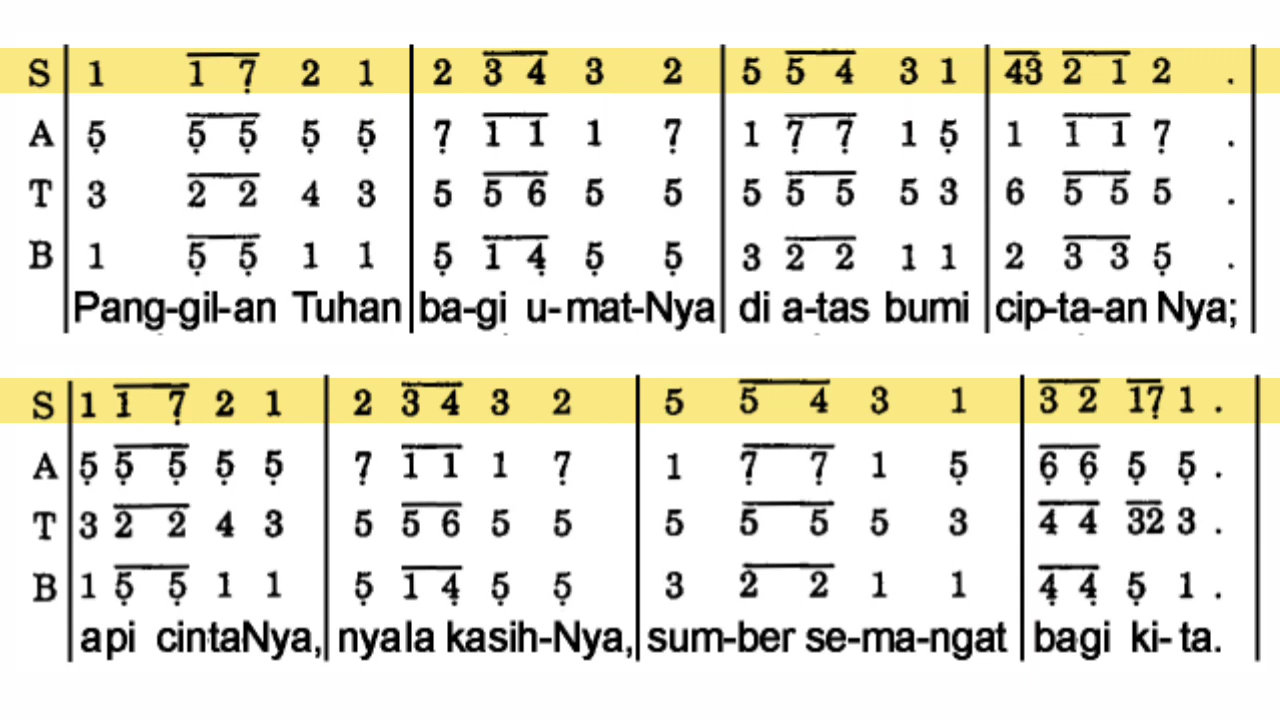 S | 1 1 7̣ 2 1 | 2 3 4 3 2 | 5 5 4 3 1 | 43 2 1 2 . |
A | 5̣ 5̣ 5̣ 5̣ 5̣ | 7̣ 1 1 1 7̣ | 1 7̣ 7̣ 1 5̣ | 1 1 1 7̣ . |
T | 3 2 2 4 3 | 5 5 6 5 5 | 5 5 5 5 3 | 6 5 5 5 . |
B | 1 5̣ 5̣ 1 1 | 5̣ 1 4̣ 5̣ 5̣ | 3 2 2 1 1 | 2 3 3 5̣ . |
Pang-gil-an Tuhan | ba-gi u-mat-Nya | di a-tas bumi | cip-ta-an Nya; |
S | 1 1 7̣ 2 1 | 2 3 4 3 2 | 5 5 4 3 1 | 3 2 17̣ 1 . |
A | 5̣ 5̣ 5̣ 5̣ 5̣ | 7̣ 1 1 1 7̣ | 1 7̣ 7̣ 1 5̣ | 6̣ 6̣ 5̣ 5̣ . |
T | 3 2 2 4 3 | 5 5 6 5 5 | 5 5 5 5 3 | 4 4 32 3 . |
B | 1 5̣ 5̣ 1 1 | 5̣ 1 4̣ 5̣ 5̣ | 3 2 2 1 1 | 4̣ 4̣ 5̣ 1 . |
api cintaNya, | nyala kasih-Nya, | sum-ber se-ma-ngat | bagi ki-ta. |